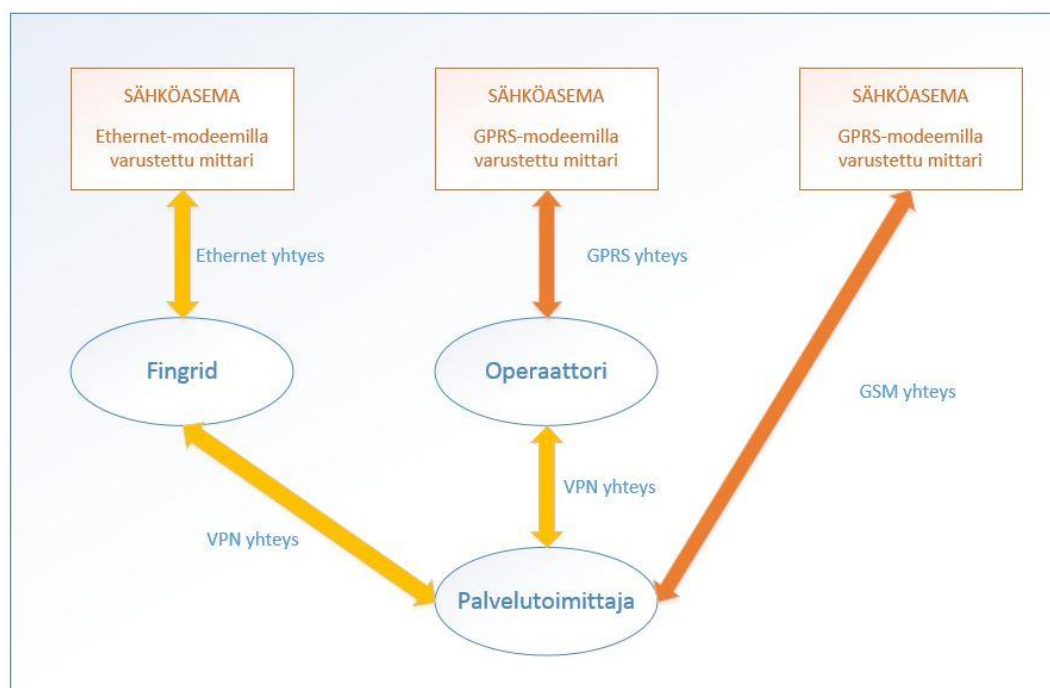 SÄHKÖASEMA
Ethernet-modeemilla
varustettu mittari
SÄHKÖASEMA
GPRS-modeemilla
varustettu mittari
SÄHKÖASEMA
GPRS-modeemilla
varustettu mittari
Ethernet yhtyes
GPRS yhteys
Fingrid
Operaattori
GSM yhteys
VPN yhteys
VPN yhteys
Palvelutoimittaja